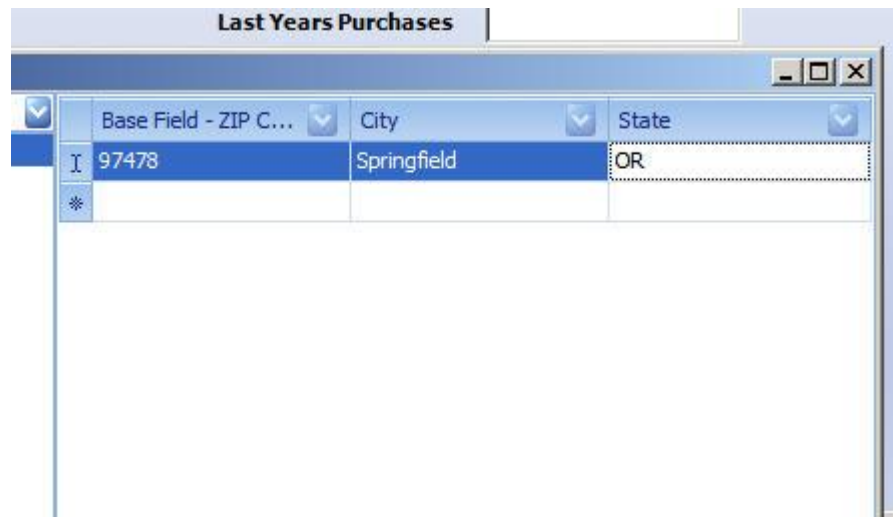 Last Years Purchases
Base Field - ZIP C... City State
97478 Springfield OR